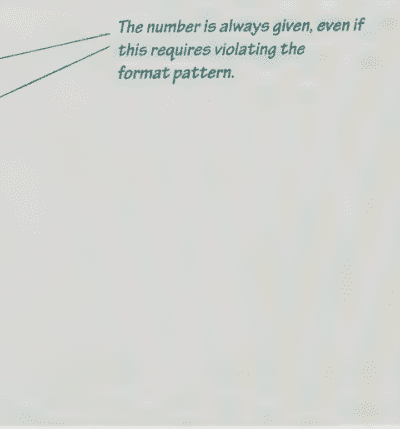 The number is always given, even if
this requires violating the
format pattern.